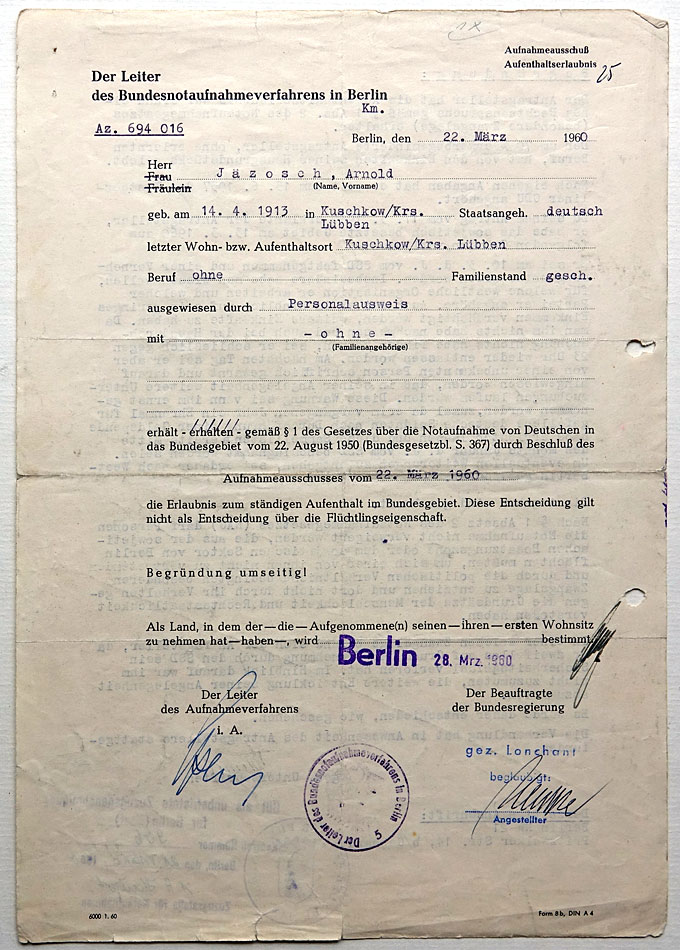 Aufnahmeausschuß
Aufenthaltserlaubnis
25
Der Leiter
des Bundesnotaufnahmeverfahrens in Berlin
Km.
Az. 694 016
Berlin, den 22. März 1960
Herr
Frau Jäzosch, Arnold
Fräulein (Name, Vorname)
geb. am 14. 4. 1913 in Kuschkow/Krs. Staatsangeh. deutsch
Lübben
letzter Wohn- bzw. Aufenthaltsort Kuschkow/Krs. Lübben
Beruf ohne Familienstand gesch.
ausgewiesen durch Personalausweis
mit - ohne -
(Familienangehörige)
erhält - erhalten - gemäß § 1 des Gesetzes über die Notaufnahme von Deutschen in
das Bundesgebiet vom 22. August 1950 (Bundesgesetzbl. S. 367) durch Beschluß des
Aufnahmeausschusses vom 22. März 1960
die Erlaubnis zum ständigen Aufenthalt im Bundesgebiet. Diese Entscheidung gilt
nicht als Entscheidung über die Flüchtlingseigenschaft.
Begründung umseitig!
Als Land, in dem der—die—Aufgenommene(n) seinen—ihren—ersten Wohnsitz
zu nehmen hat—haben—, wird bestimmt.
Berlin 28. Mrz. 1960
Der Leiter
des Aufnahmeverfahrens
i. A.
Der Beauftragte
der Bundesregierung
gez. Lonchant
beglaubigt:
Angestellter
Der Leiter des Bundesnotaufnahmeverfahrens in Berlin
5
6000 1. 60
Form 8b, DIN A 4